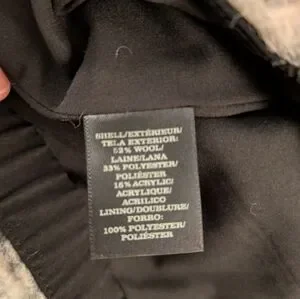 SHELL/EXTÉRIEUR/
TELA EXTERIOR:
52% WOOL/
LAINE/LANA
33% POLYESTER/
POLIÉSTER
15% ACRYLIC/
ACRYLIQUE/
ACRILICO
LINING/DOUBLURE/
FORRO:
100% POLYESTER/
POLIÉSTER